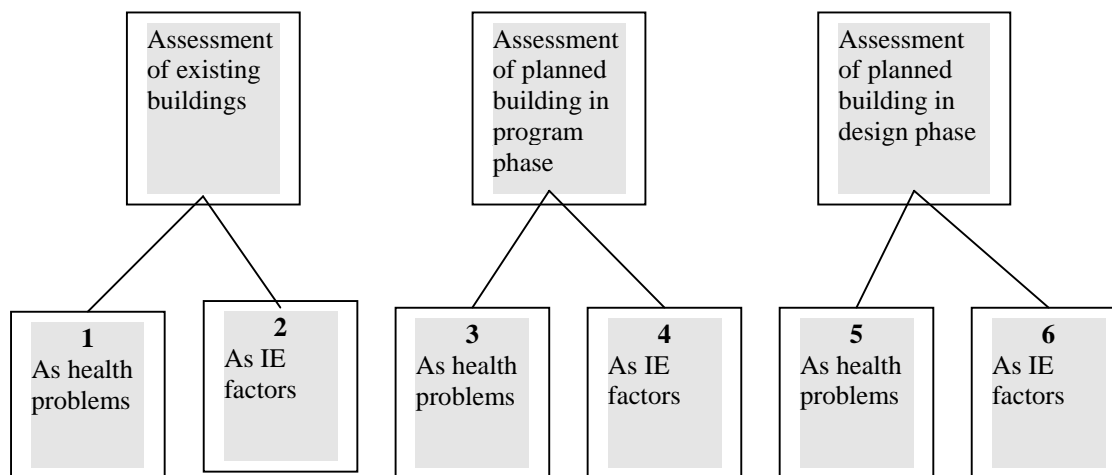 Assessment
of existing
buildings
Assessment
of planned
building in
program
phase
Assessment
of planned
building in
design phase
1
As health
problems
2
As IE
factors
3
As health
problems
4
As IE
factors
5
As health
problems
6
As IE
factors